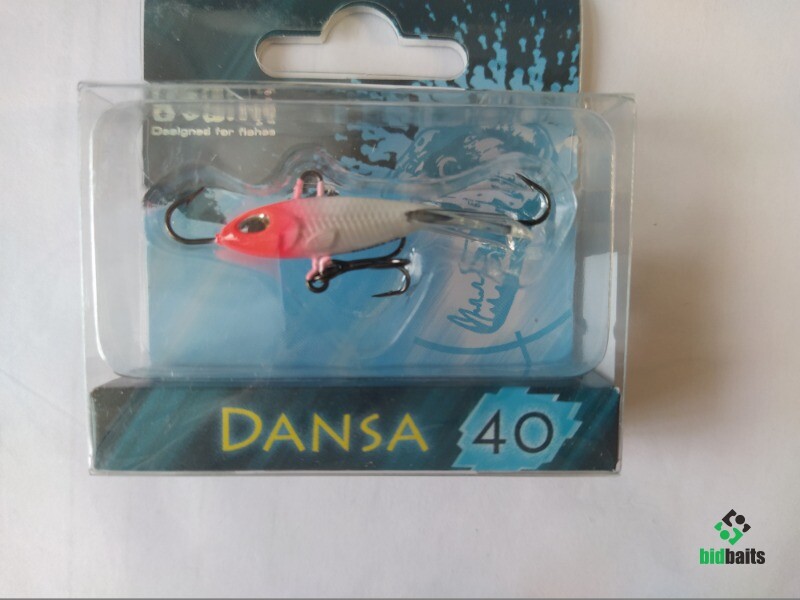 Designed for fishes
DANSA 40
bidbaits